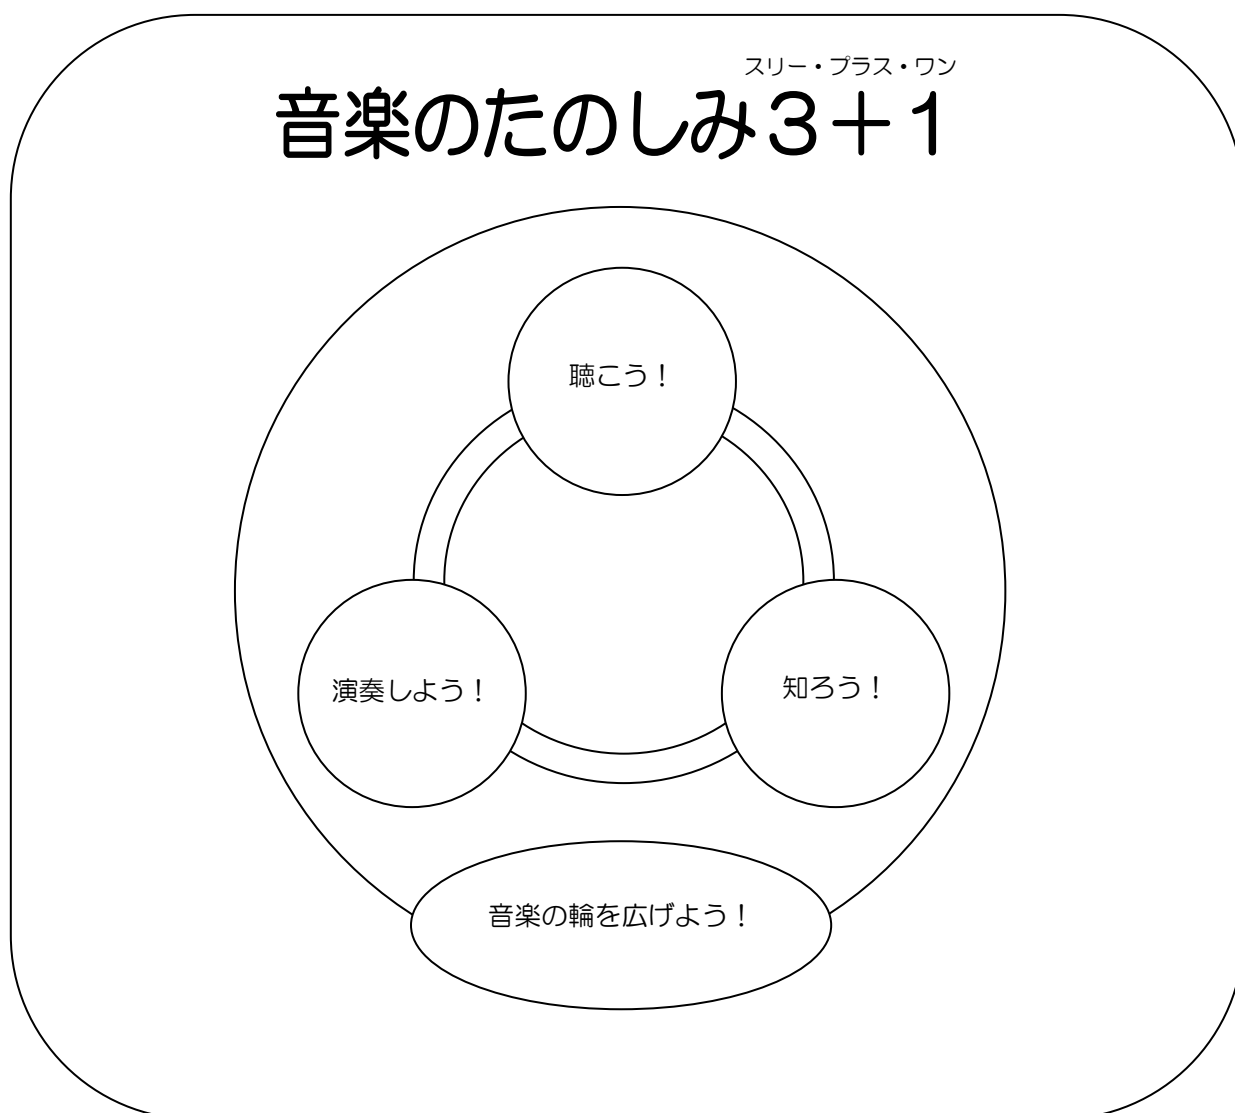 スリー・プラス・ワン
音楽のたのしみ３＋１
聴こう！
演奏しよう！
知ろう！
音楽の輪を広げよう！